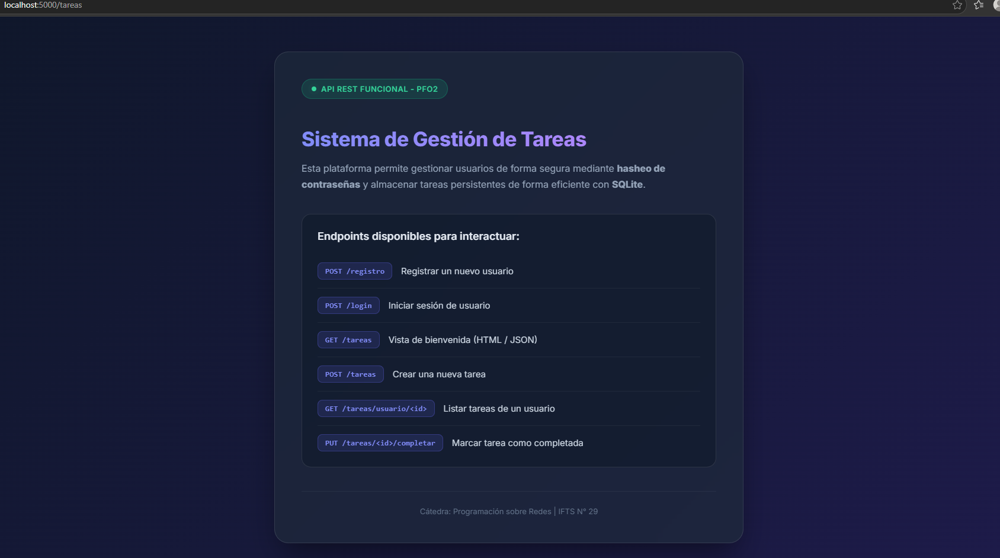 localhost:5000/tareas
API REST FUNCIONAL - PFO2
Sistema de Gestión de Tareas
Esta plataforma permite gestionar usuarios de forma segura mediante hasheo de
contraseñas y almacenar tareas persistentes de forma eficiente con SQLite.
Endpoints disponibles para interactuar:
POST /registro Registrar un nuevo usuario
POST /login Iniciar sesión de usuario
GET /tareas Vista de bienvenida (HTML / JSON)
POST /tareas Crear una nueva tarea
GET /tareas/usuario/<id> Listar tareas de un usuario
PUT /tareas/<id>/completar Marcar tarea como completada
Cátedra: Programación sobre Redes | IFTS N° 29